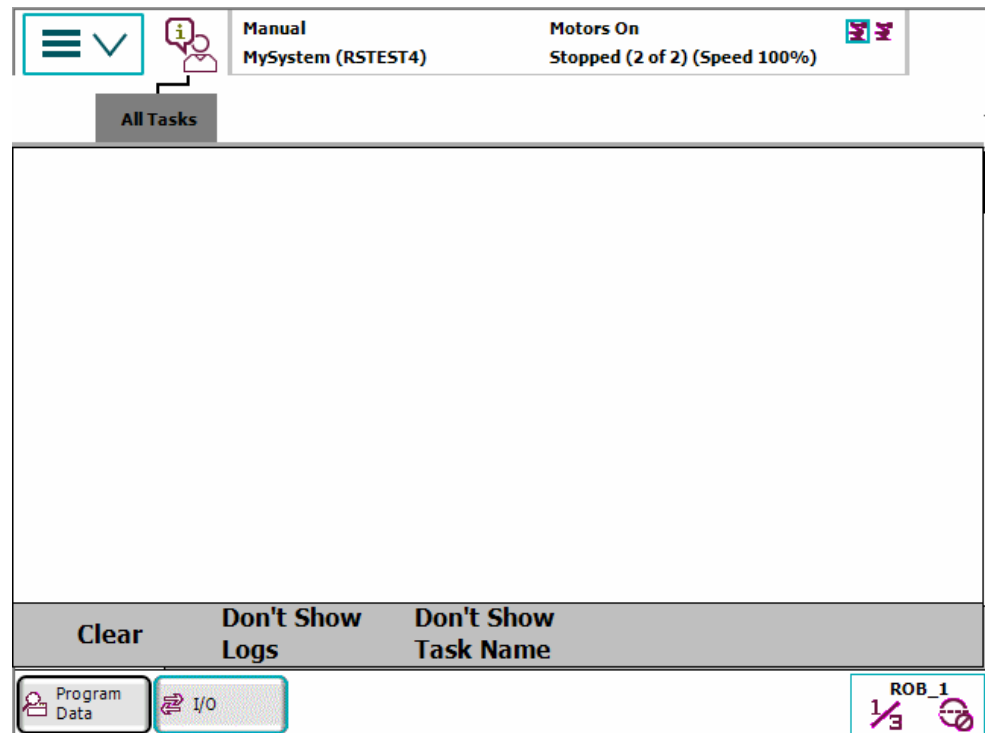 Manual
Motors On
MySystem (RSTEST4)
Stopped (2 of 2) (Speed 100%)
All Tasks
Clear
Don't Show
Logs
Don't Show
Task Name
Program
Data
I/O
ROB_1
1/3